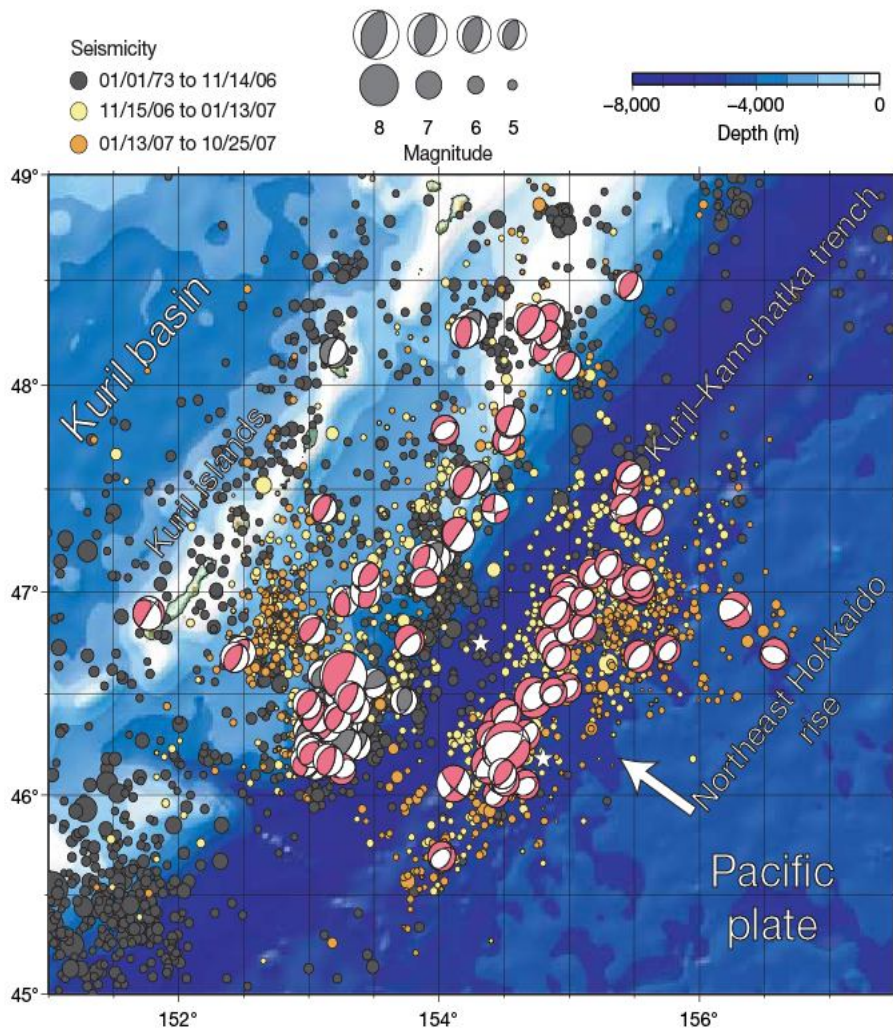 Seismicity
01/01/73 to 11/14/06
11/15/06 to 01/13/07
01/13/07 to 10/25/07
8 7 6 5
Magnitude
−8,000 −4,000 0
Depth (m)
49°
48°
47°
46°
45°
152° 154° 156°
Kuril basin
Kuril islands
Kuril–Kamchatka trench
Northeast Hokkaido
rise
Pacific
plate